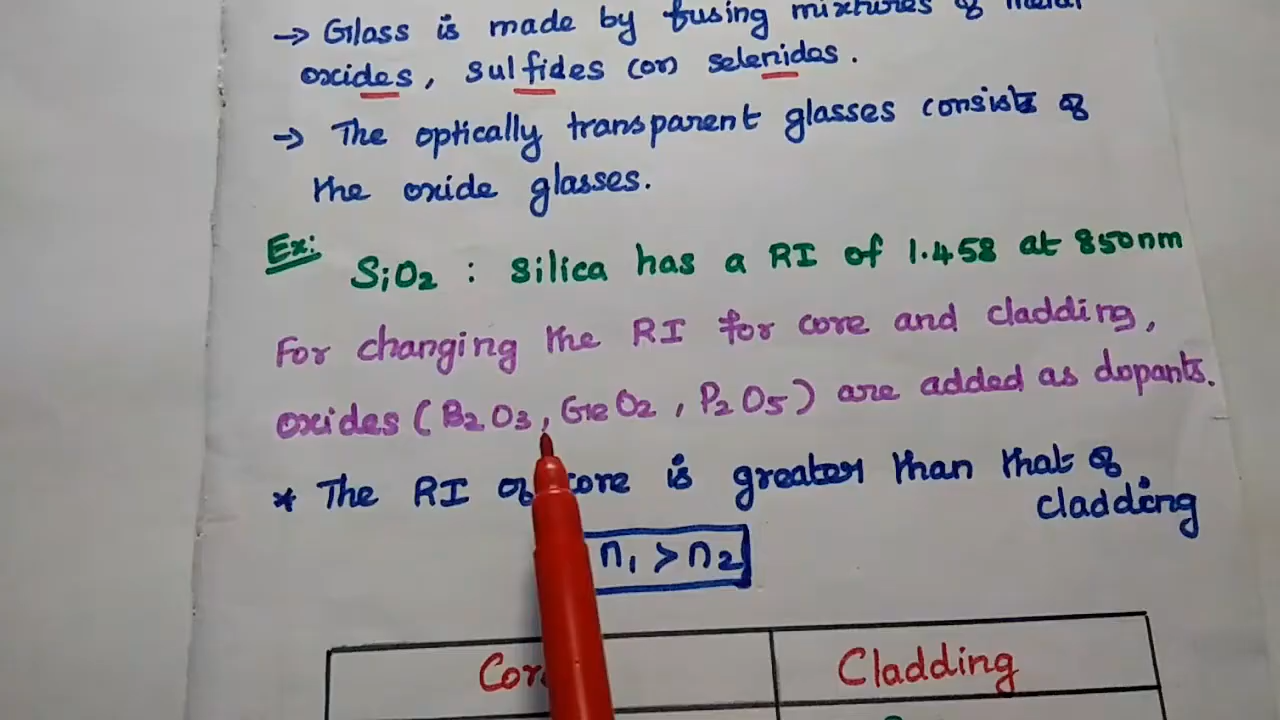 → Glass is made by fusing mixtures of metal
oxides, sulfides (or) selenides.
→ The optically transparent glasses consists of
the oxide glasses.
Ex:
SiO2 : Silica has a RI of 1.458 at 850nm
For changing the RI for core and cladding,
oxides (B2O3, GeO2, P2O5) are added as dopants.
* The RI of core is greater than that of
cladding
n1 > n2
Cladding